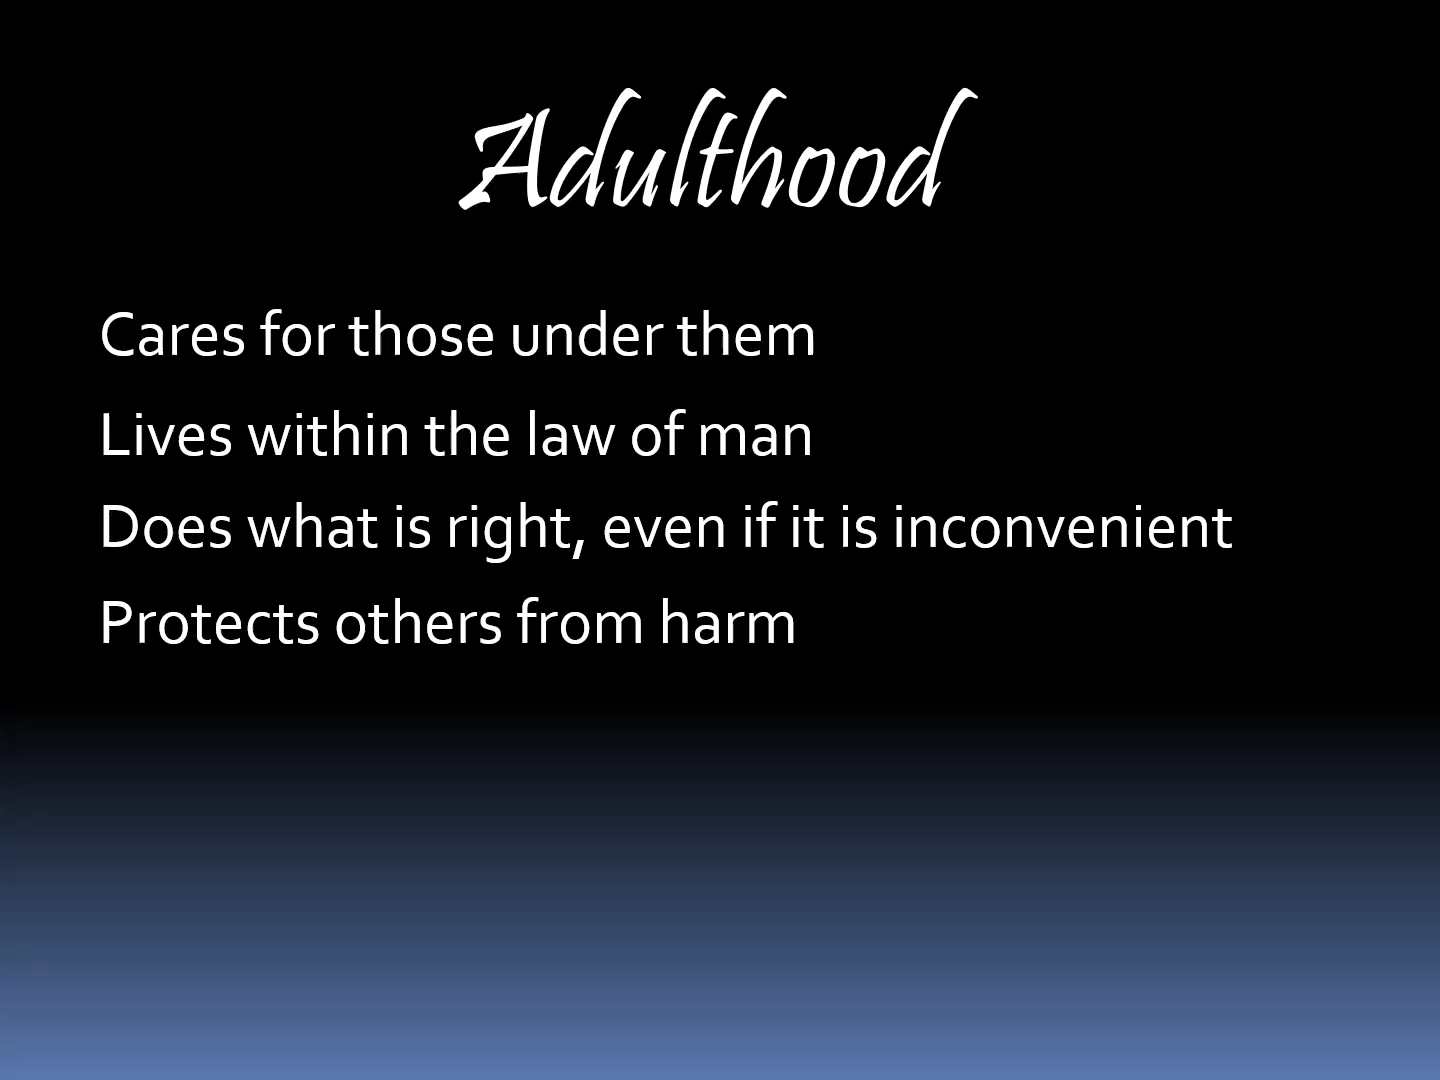 Adulthood
Cares for those under them
Lives within the law of man
Does what is right, even if it is inconvenient
Protects others from harm